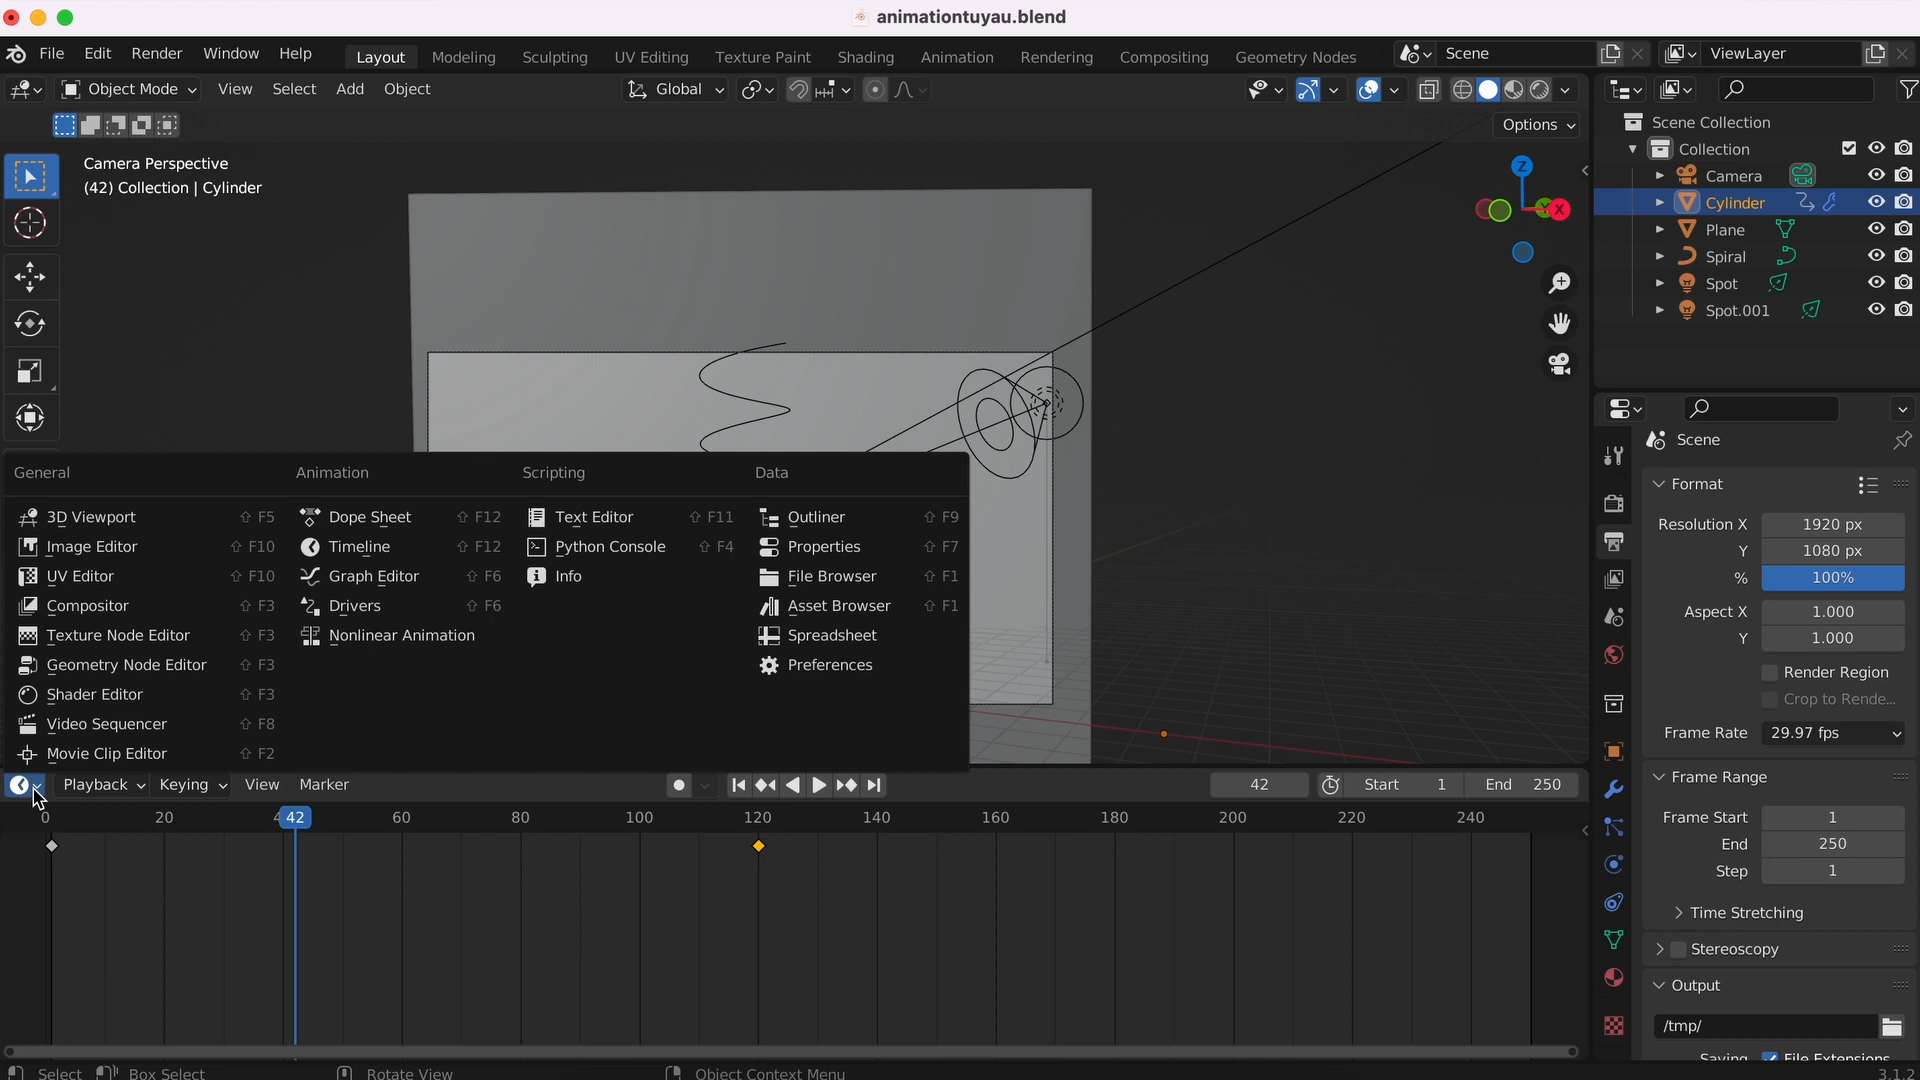 animationtuyau.blend
File Edit Render Window Help Layout Modeling Sculpting UV Editing Texture Paint Shading Animation Rendering Compositing Geometry Nodes Scene ViewLayer
Object Mode View Select Add Object Global
Options
Camera Perspective
(42) Collection | Cylinder
Z
Y
X
Scene Collection
Collection
Camera
Cylinder
Plane
Spiral
Spot
Spot.001
General
3D Viewport ⇧ F5
Image Editor ⇧ F10
UV Editor ⇧ F10
Compositor ⇧ F3
Texture Node Editor ⇧ F3
Geometry Node Editor ⇧ F3
Shader Editor ⇧ F3
Video Sequencer ⇧ F8
Movie Clip Editor ⇧ F2
Animation
Dope Sheet ⇧ F12
Timeline ⇧ F12
Graph Editor ⇧ F6
Drivers ⇧ F6
Nonlinear Animation
Scripting
Text Editor ⇧ F11
Python Console ⇧ F4
Info
Data
Outliner ⇧ F9
Properties ⇧ F7
File Browser ⇧ F1
Asset Browser ⇧ F1
Spreadsheet
Preferences
Scene
Format
Resolution X 1920 px
Y 1080 px
% 100%
Aspect X 1.000
Y 1.000
Render Region
Crop to Rende...
Frame Rate 29.97 fps
Frame Range
Frame Start 1
End 250
Step 1
Time Stretching
Stereoscopy
Output
/tmp/
Saving File Extensions
Playback Keying View Marker 42 Start 1 End 250
0 20 4 42 60 80 100 120 140 160 180 200 220 240
Select Box Select Rotate View Object Context Menu 3.1.2